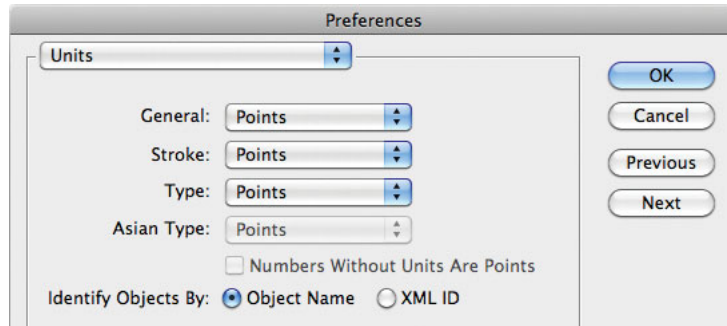 Preferences
Units
OK
General: Points
Cancel
Stroke: Points
Previous
Type: Points
Next
Asian Type: Points
Numbers Without Units Are Points
Identify Objects By: Object Name XML ID